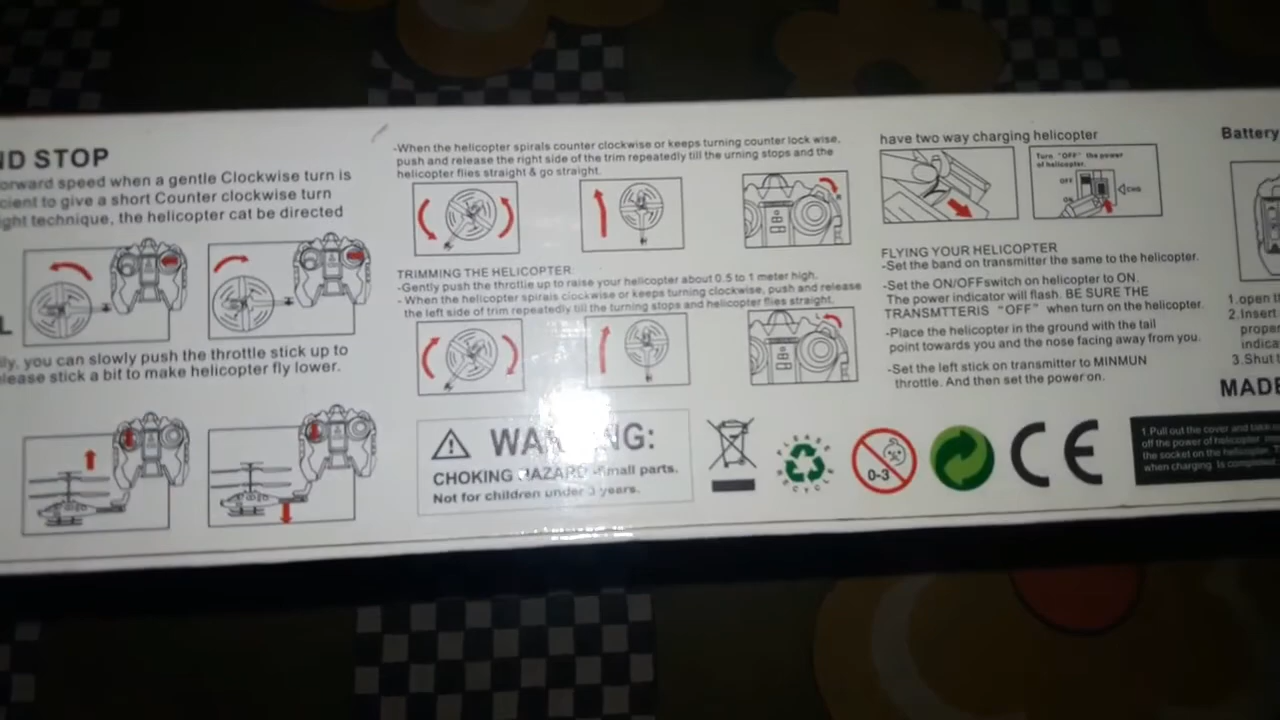 ND STOP
orward speed when a gentle Clockwise turn is
cient to give a short Counter clockwise turn
ght technique, the helicopter cat be directed
L
ily, you can slowly push the throttle stick up to
lease stick a bit to make helicopter fly lower.
-When the helicopter spirals counter clockwise or keeps turning counter lock wise,
push and release the right side of the trim repeatedly till the urning stops and the
helicopter flies straight & go straight.
R
TRIMMING THE HELICOPTER
-Gently push the throttle up to raise your helicopter about 0.5 to 1 meter high.
- When the helicopter spirals clockwise or keeps turning clockwise, push and release
the left side of trim repeatedly till the turning stops and helicopter flies straight.
L
WARNING:
CHOKING HAZARD -Small parts.
Not for children under 3 years.
PLEASE
RECYCLE
0-3
CE
have two way charging helicopter
Turn "OFF" the power
of helicopter.
OFF
ON
CHG
FLYING YOUR HELICOPTER
-Set the band on transmitter the same to the helicopter.
-Set the ON/OFFswitch on helicopter to ON.
The power indicator will flash. BE SURE THE
TRANSMTTERIS "OFF" when turn on the helicopter.
-Place the helicopter in the ground with the tail
point towards you and the nose facing away from you.
-Set the left stick on transmitter to MINMUN
throttle. And then set the power on.
Battery
1.open t
2.Insert
proper
indica
3.Shut t
MADE
1.Pull out the cover and take
off the power of helicopter
the socket on the helicopter
when charging. Is